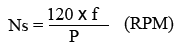 Ns = 120 x f / P (RPM)